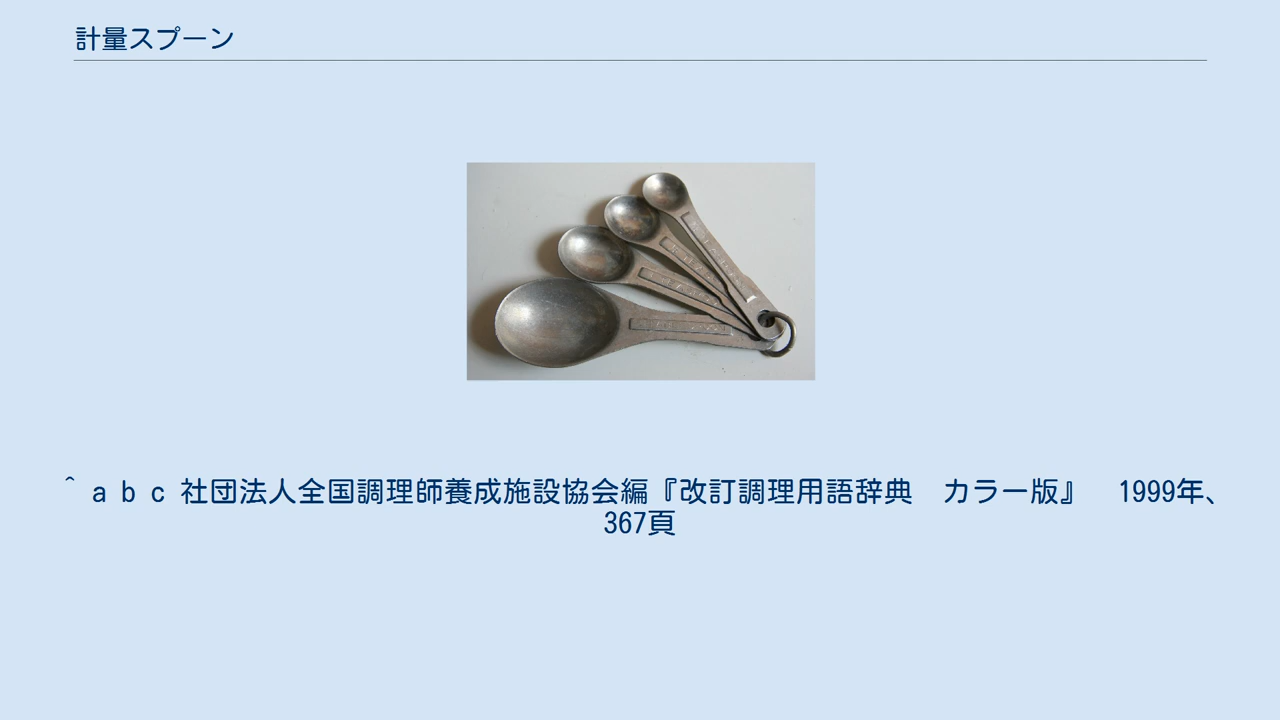 計量スプーン
^ a b c 社団法人全国調理師養成施設協会編『改訂調理用語辞典　カラー版』　1999年、
367頁